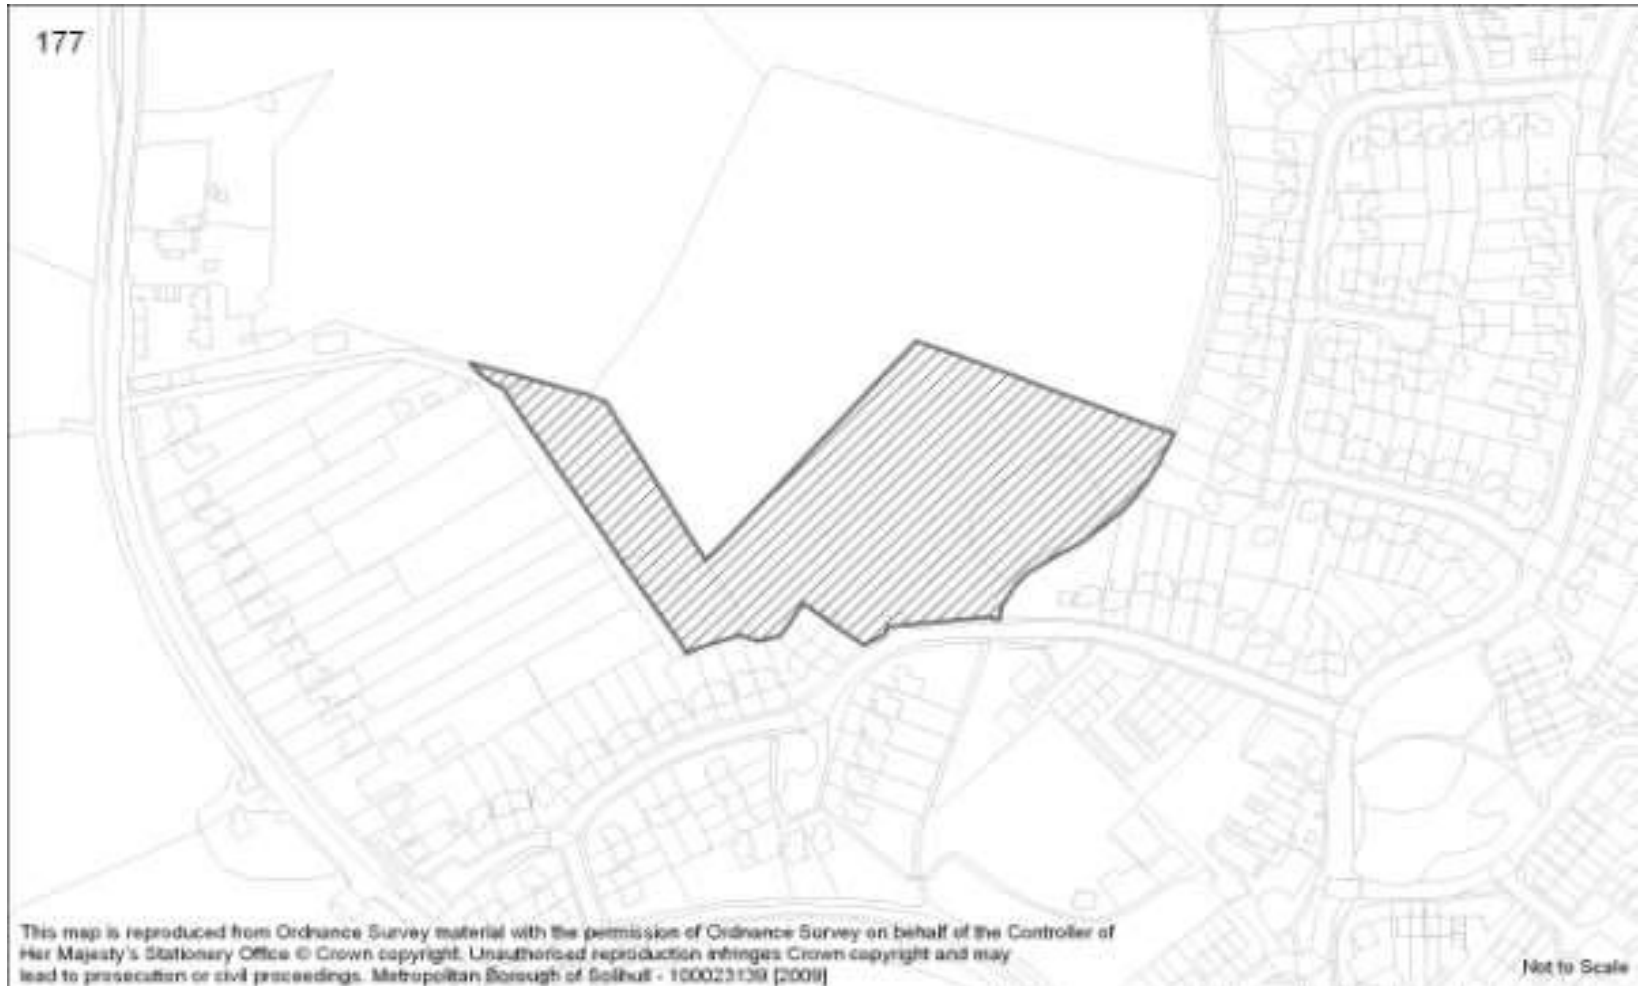 177
This map is reproduced from Ordnance Survey material with the permission of Ordnance Survey on behalf of the Controller of
Her Majesty's Stationery Office © Crown copyright. Unauthorised reproduction infringes Crown copyright and may
lead to prosecution or civil proceedings. Metropolitan Borough of Solihull - 100023139 [2009]
Not to Scale